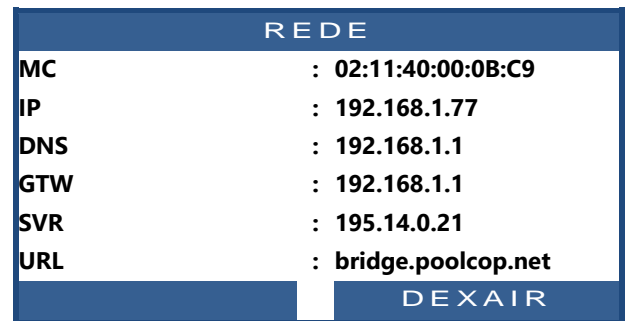 REDE
MC : 02:11:40:00:0B:C9
IP : 192.168.1.77
DNS : 192.168.1.1
GTW : 192.168.1.1
SVR : 195.14.0.21
URL : bridge.poolcop.net
DEXAIR